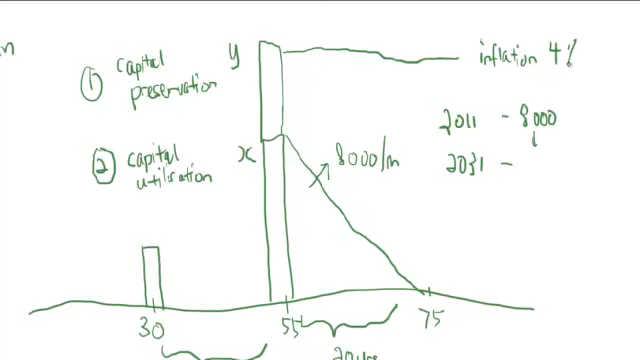 ① capital
preservation
② capital
utilisation
y
x
inflation 4%
2011 - 8000
2031 -
8000/m
30
55
75